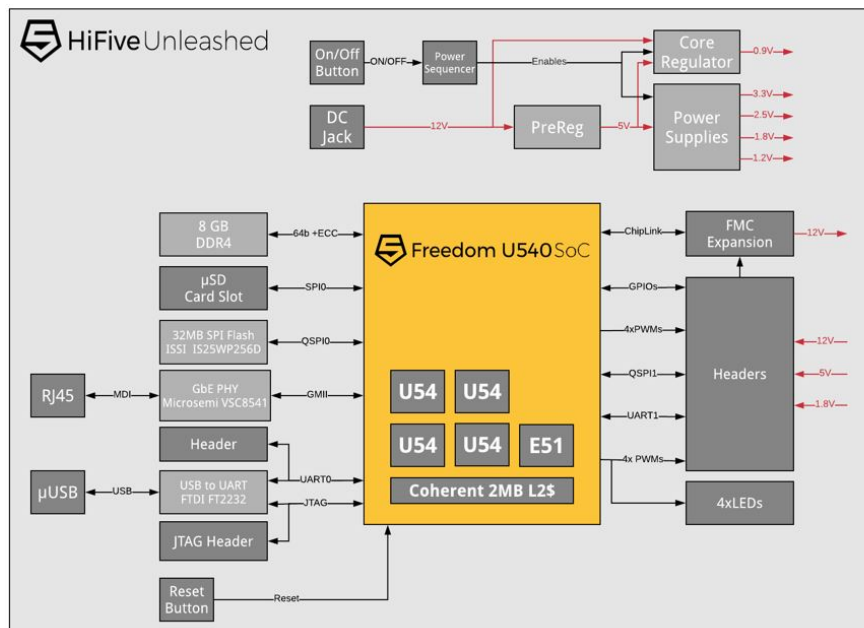 HiFive Unleashed
On/Off
Button
ON/OFF
Power
Sequencer
Enables
Core
Regulator
0.9V
DC
Jack
12V
PreReg
5V
Power
Supplies
3.3V
2.5V
1.8V
1.2V
8 GB
DDR4
64b +ECC
Freedom U540 SoC
ChipLink
FMC
Expansion
12V
µSD
Card Slot
SPI0
GPIOs
32MB SPI Flash
ISSI IS25WP256D
QSPI0
4xPWMs
Headers
12V
5V
1.8V
RJ45
MDI
GbE PHY
Microsemi VSC8541
GMII
QSPI1
UART1
U54
U54
U54
U54
E51
Coherent 2MB L2$
Header
µUSB
USB
USB to UART
FTDI FT2232
UART0
JTAG
JTAG Header
4x PWMs
4xLEDs
Reset
Button
Reset